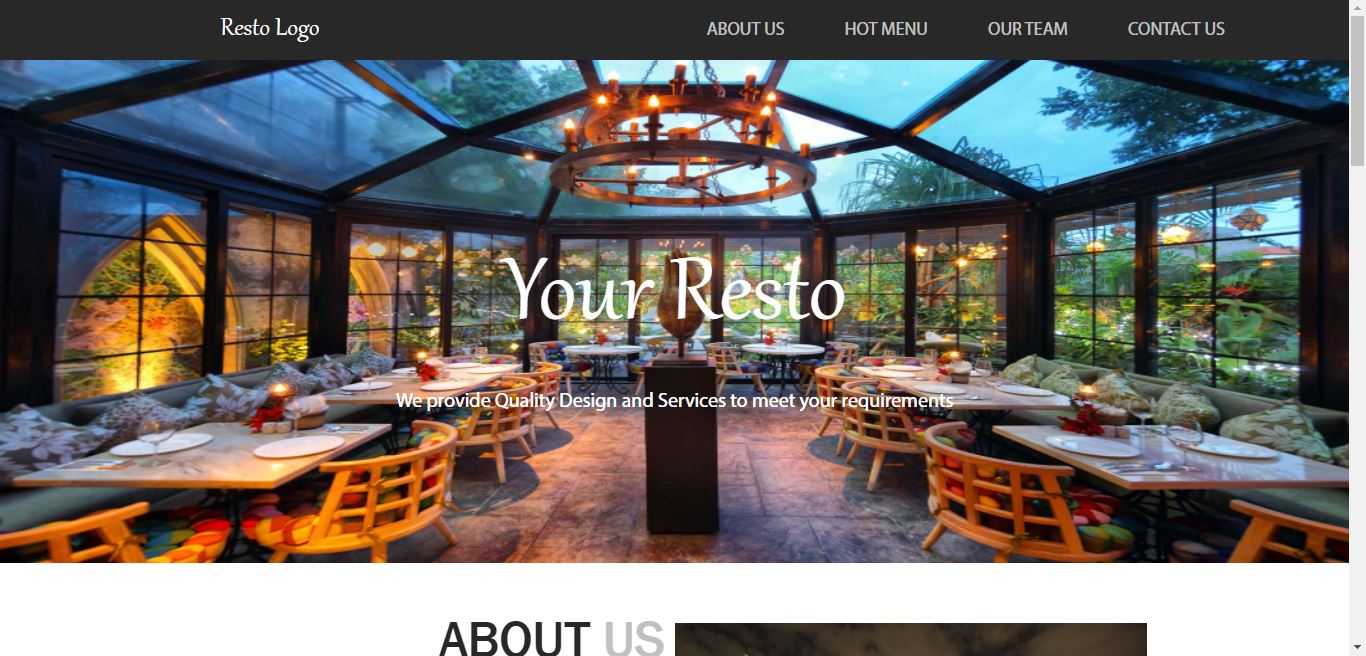 Resto Logo
ABOUT US
HOT MENU
OUR TEAM
CONTACT US
Your Resto
We provide Quality Design and Services to meet your requirements
ABOUT US